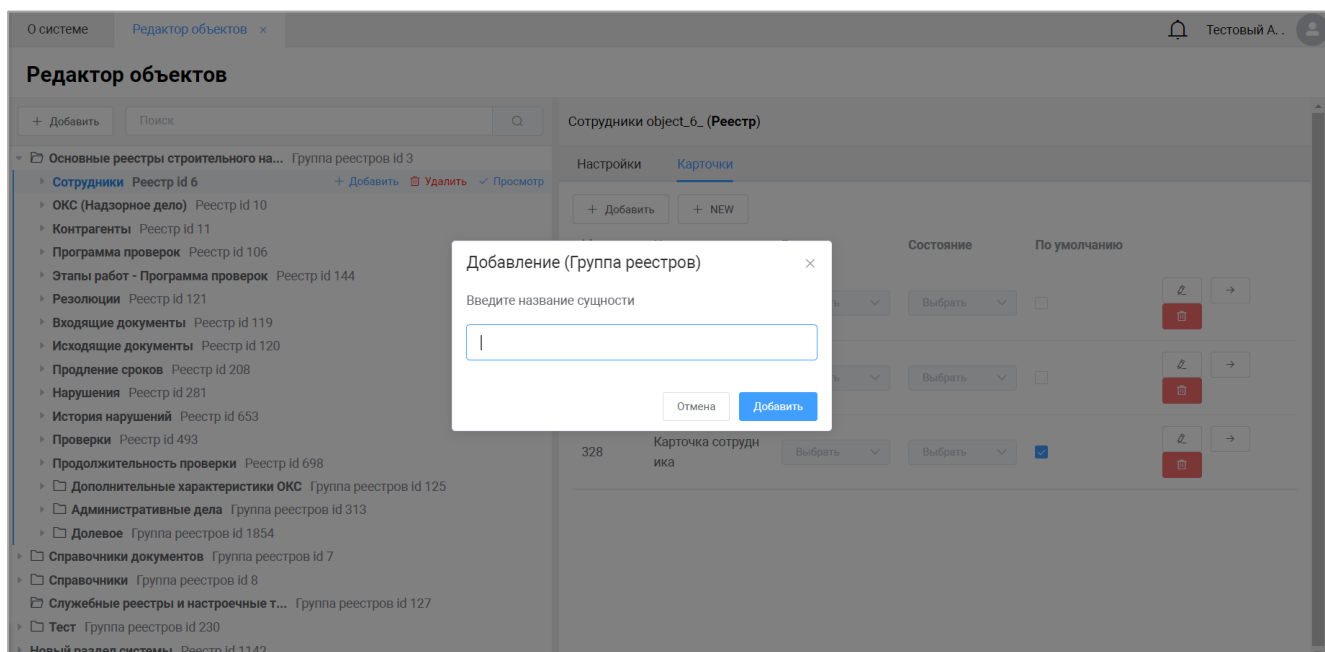 О системе
Редактор объектов ×
Тестовый А. .
Редактор объектов
+ Добавить
Поиск
Сотрудники object_6_ (Реестр)
Основные реестры строительного на... Группа реестров id 3
Настройки
Карточки
Сотрудники Реестр id 6
+ Добавить
Удалить
Просмотр
ОКС (Надзорное дело) Реестр id 10
+ Добавить
+ NEW
Контрагенты Реестр id 11
Программа проверок Реестр id 106
Состояние
По умолчанию
Добавление (Группа реестров) ×
Этапы работ - Программа проверок Реестр id 144
Резолюции Реестр id 121
Введите название сущности
Выбрать
Входящие документы Реестр id 119
Исходящие документы Реестр id 120
Продление сроков Реестр id 208
Выбрать
Нарушения Реестр id 281
Отмена
Добавить
История нарушений Реестр id 653
Проверки Реестр id 493
328
Карточка сотрудн
ика
Выбрать
Выбрать
Продолжительность проверки Реестр id 698
Дополнительные характеристики ОКС Группа реестров id 125
Административные дела Группа реестров id 313
Долевое Группа реестров id 1854
Справочники документов Группа реестров id 7
Справочники Группа реестров id 8
Служебные реестры и настроечные т... Группа реестров id 127
Тест Группа реестров id 230
Новый раздел системы Реестр id 1142